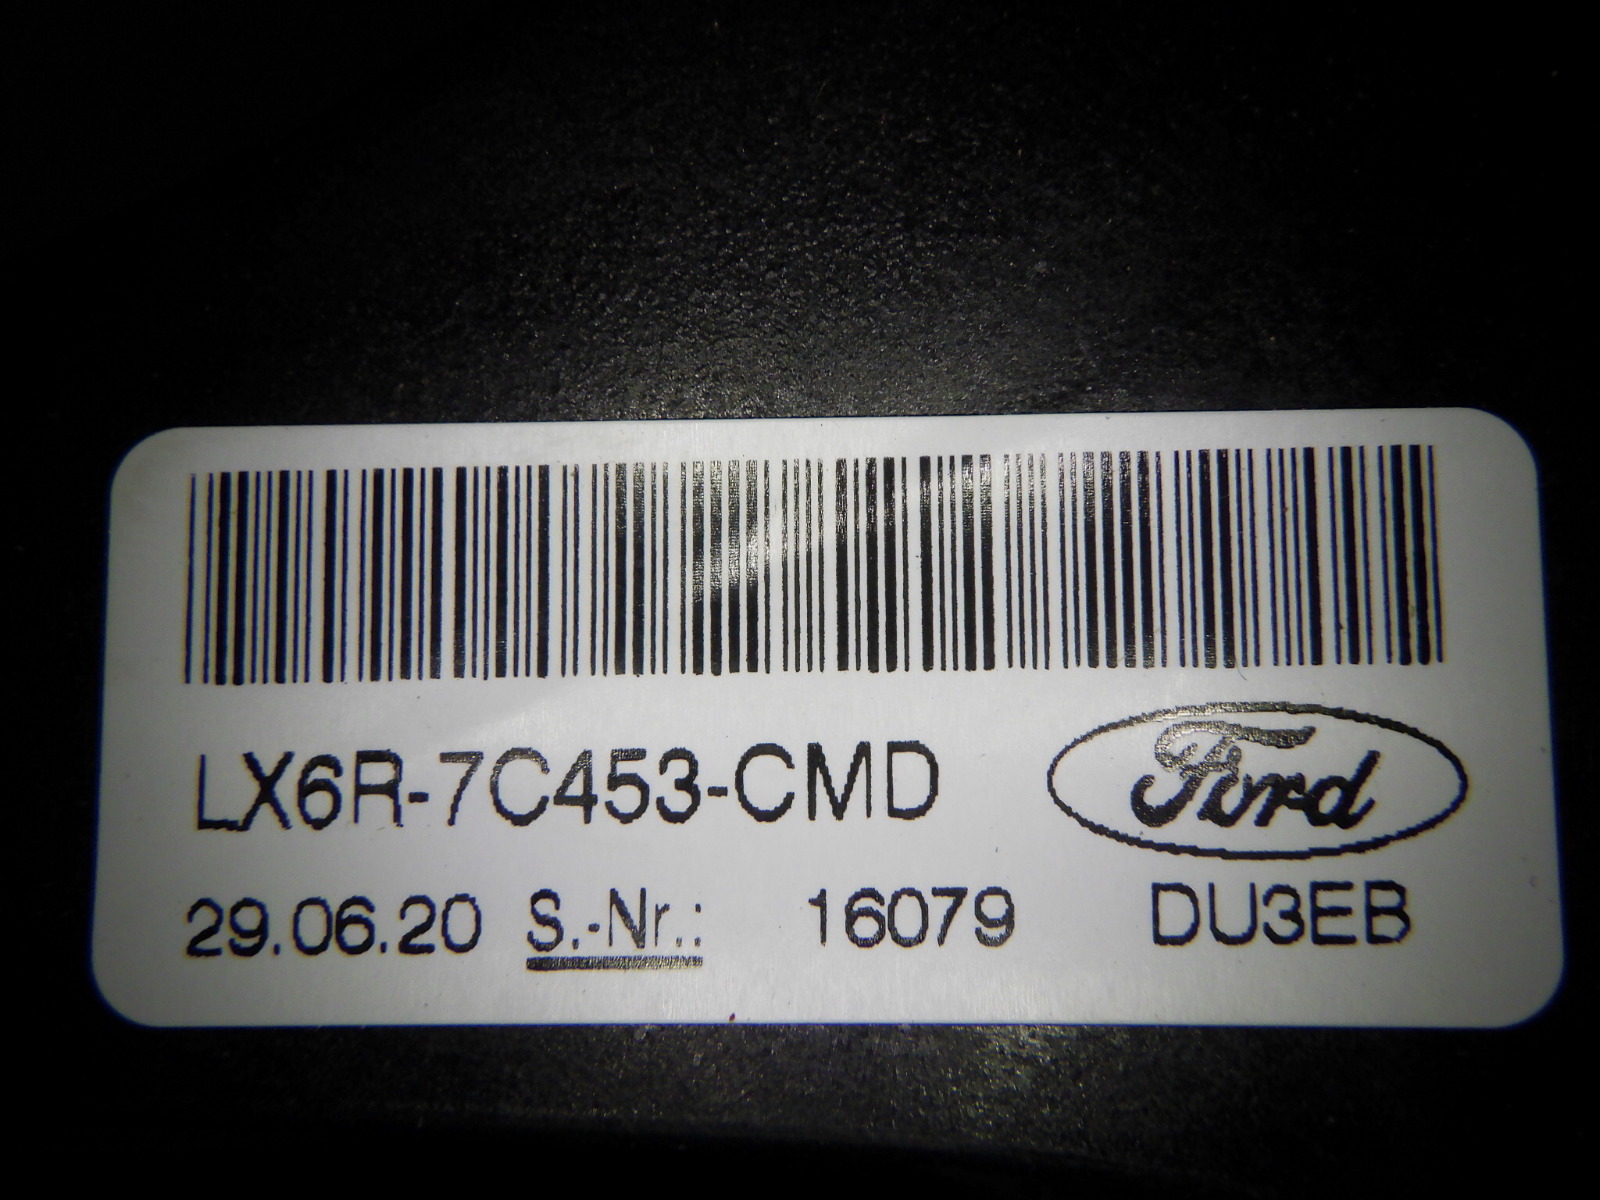 LX6R-7C453-CMD
Ford
29.06.20 S.-Nr.: 16079 DU3EB